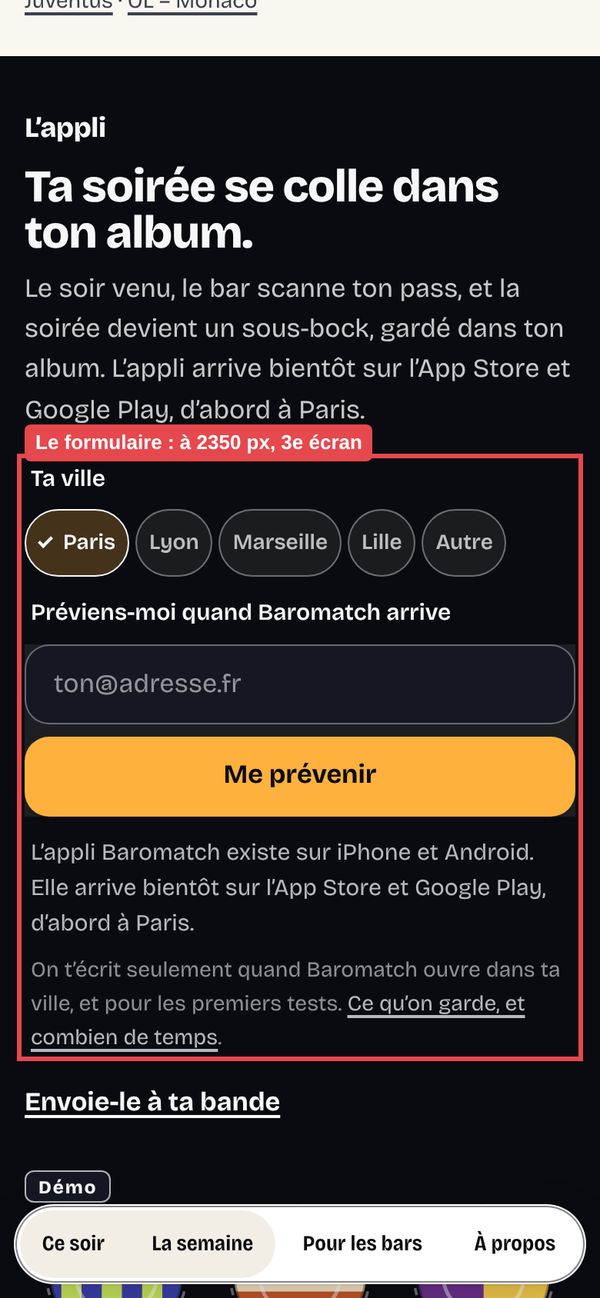 Juventus · OL – Monaco
L’appli
Ta soirée se colle dans
ton album.
Le soir venu, le bar scanne ton pass, et la
soirée devient un sous-bock, gardé dans ton
album. L’appli arrive bientôt sur l’App Store et
Google Play, d’abord à Paris.
Le formulaire : à 2350 px, 3e écran
Ta ville
✓ Paris Lyon Marseille Lille Autre
Préviens-moi quand Baromatch arrive
ton@adresse.fr
Me prévenir
L’appli Baromatch existe sur iPhone et Android.
Elle arrive bientôt sur l’App Store et Google Play,
d’abord à Paris.
On t’écrit seulement quand Baromatch ouvre dans ta
ville, et pour les premiers tests. Ce qu’on garde, et
combien de temps.
Envoie-le à ta bande
Démo
Ce soir La semaine Pour les bars À propos